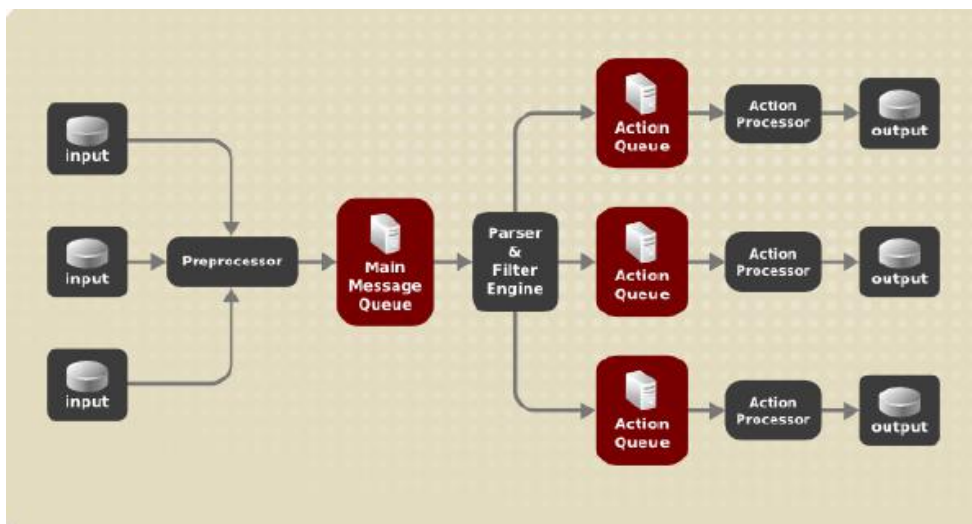 input
input
input
Preprocessor
Main
Message
Queue
Parser
&
Filter
Engine
Action
Queue
Action
Processor
output
Action
Queue
Action
Processor
output
Action
Queue
Action
Processor
output